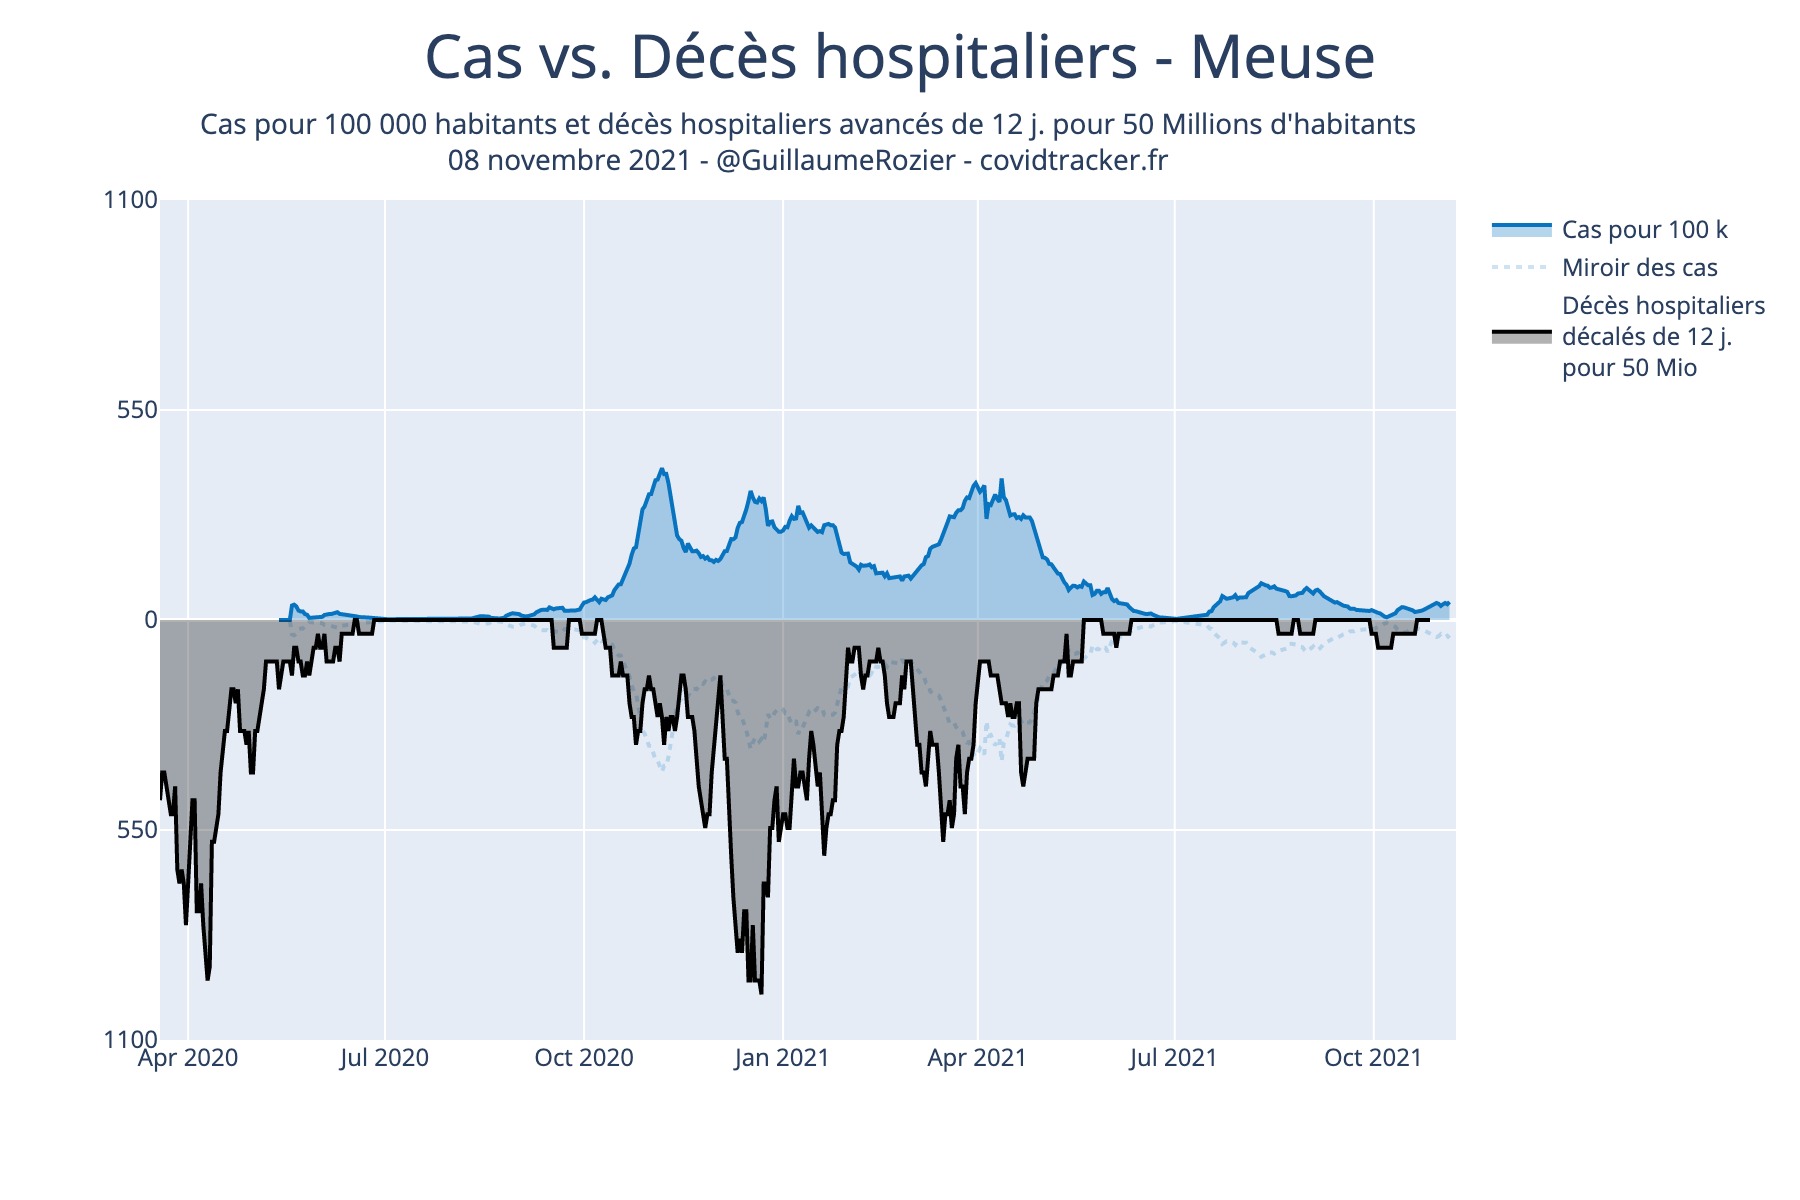 Cas vs. Décès hospitaliers - Meuse
Cas pour 100 000 habitants et décès hospitaliers avancés de 12 j. pour 50 Millions d'habitants
08 novembre 2021 - @GuillaumeRozier - covidtracker.fr
1100
550
0
550
1100
Apr 2020
Jul 2020
Oct 2020
Jan 2021
Apr 2021
Jul 2021
Oct 2021
Cas pour 100 k
Miroir des cas
Décès hospitaliers
décalés de 12 j.
pour 50 Mio